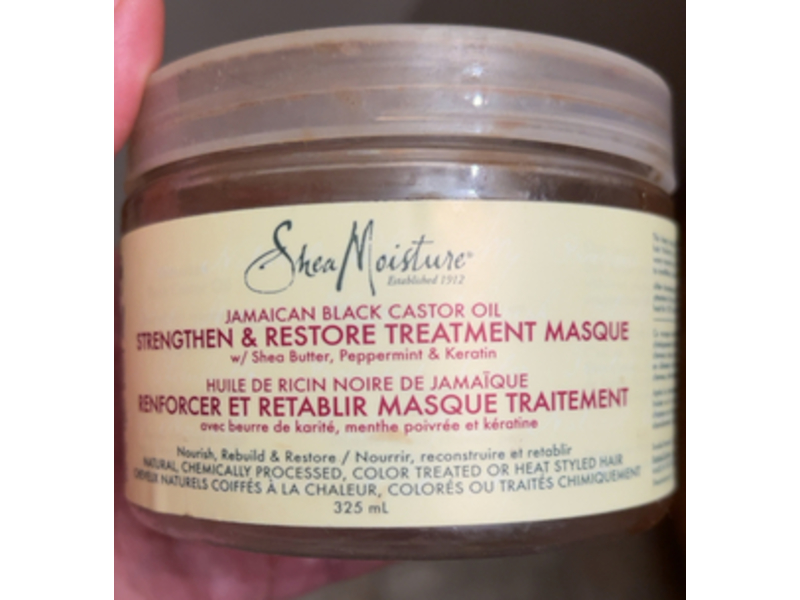 Shea Moisture
Established 1912
JAMAICAN BLACK CASTOR OIL
STRENGTHEN & RESTORE TREATMENT MASQUE
w/ Shea Butter, Peppermint & Keratin
HUILE DE RICIN NOIRE DE JAMAÏQUE
RENFORCER ET RETABLIR MASQUE TRAITEMENT
avec beurre de karité, menthe poivrée et kératine
Nourish, Rebuild & Restore / Nourrir, reconstruire et retablir
NATURAL, CHEMICALLY PROCESSED, COLOR TREATED OR HEAT STYLED HAIR
CHEVEUX NATURELS COIFFÉS À LA CHALEUR, COLORÉS OU TRAITÉS CHIMIQUEMENT
325 mL